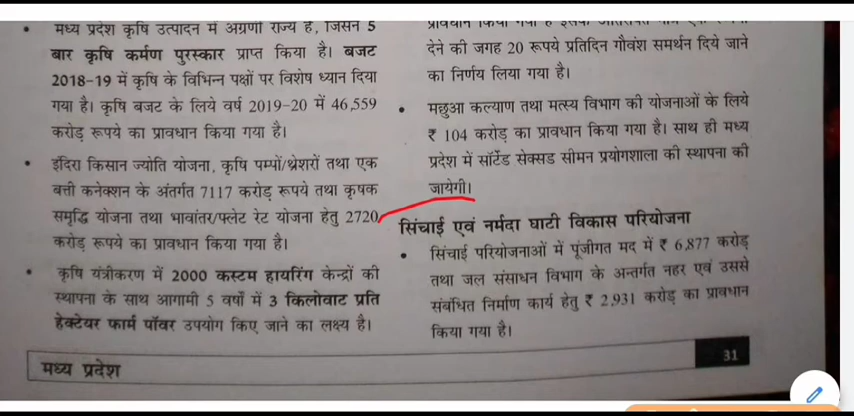 मध्य प्रदेश कृषि उत्पादन में अग्रणी राज्य है, जिसने 5
बार कृषि कर्मण पुरस्कार प्राप्त किया है। बजट
2018-19 में कृषि के विभिन्न पक्षों पर विशेष ध्यान दिया
गया है। कृषि बजट के लिये वर्ष 2019-20 में 46,559
करोड़ रूपये का प्रावधान किया गया है।
इंदिरा किसान ज्योति योजना, कृषि पम्पों/थ्रेशरों तथा एक
बत्ती कनेक्शन के अंतर्गत 7117 करोड़ रूपये तथा कृषक
समृद्धि योजना तथा भावांतर/फ्लेट रेट योजना हेतु 2720
करोड़ रूपये का प्रावधान किया गया है।
कृषि यंत्रीकरण में 2000 कस्टम हायरिंग केन्द्रों की
स्थापना के साथ आगामी 5 वर्षों में 3 किलोवाट प्रति
हेक्टेयर फार्म पॉवर उपयोग किए जाने का लक्ष्य है।
प्रावधान किया गया है
देने की जगह 20 रूपये प्रतिदिन गौवंश समर्थन दिये जाने
का निर्णय लिया गया है।
मछुआ कल्याण तथा मत्स्य विभाग की योजनाओं के लिये
₹ 104 करोड़ का प्रावधान किया गया है। साथ ही मध्य
प्रदेश में सॉर्टेड सेक्सड सीमन प्रयोगशाला की स्थापना की
जायेगी।
सिंचाई एवं नर्मदा घाटी विकास परियोजना
सिंचाई परियोजनाओं में पूंजीगत मद में ₹ 6,877 करोड़
तथा जल संसाधन विभाग के अन्तर्गत नहर एवं उससे
संबंधित निर्माण कार्य हेतु ₹ 2,931 करोड़ का प्रावधान
किया गया है।
मध्य प्रदेश
31